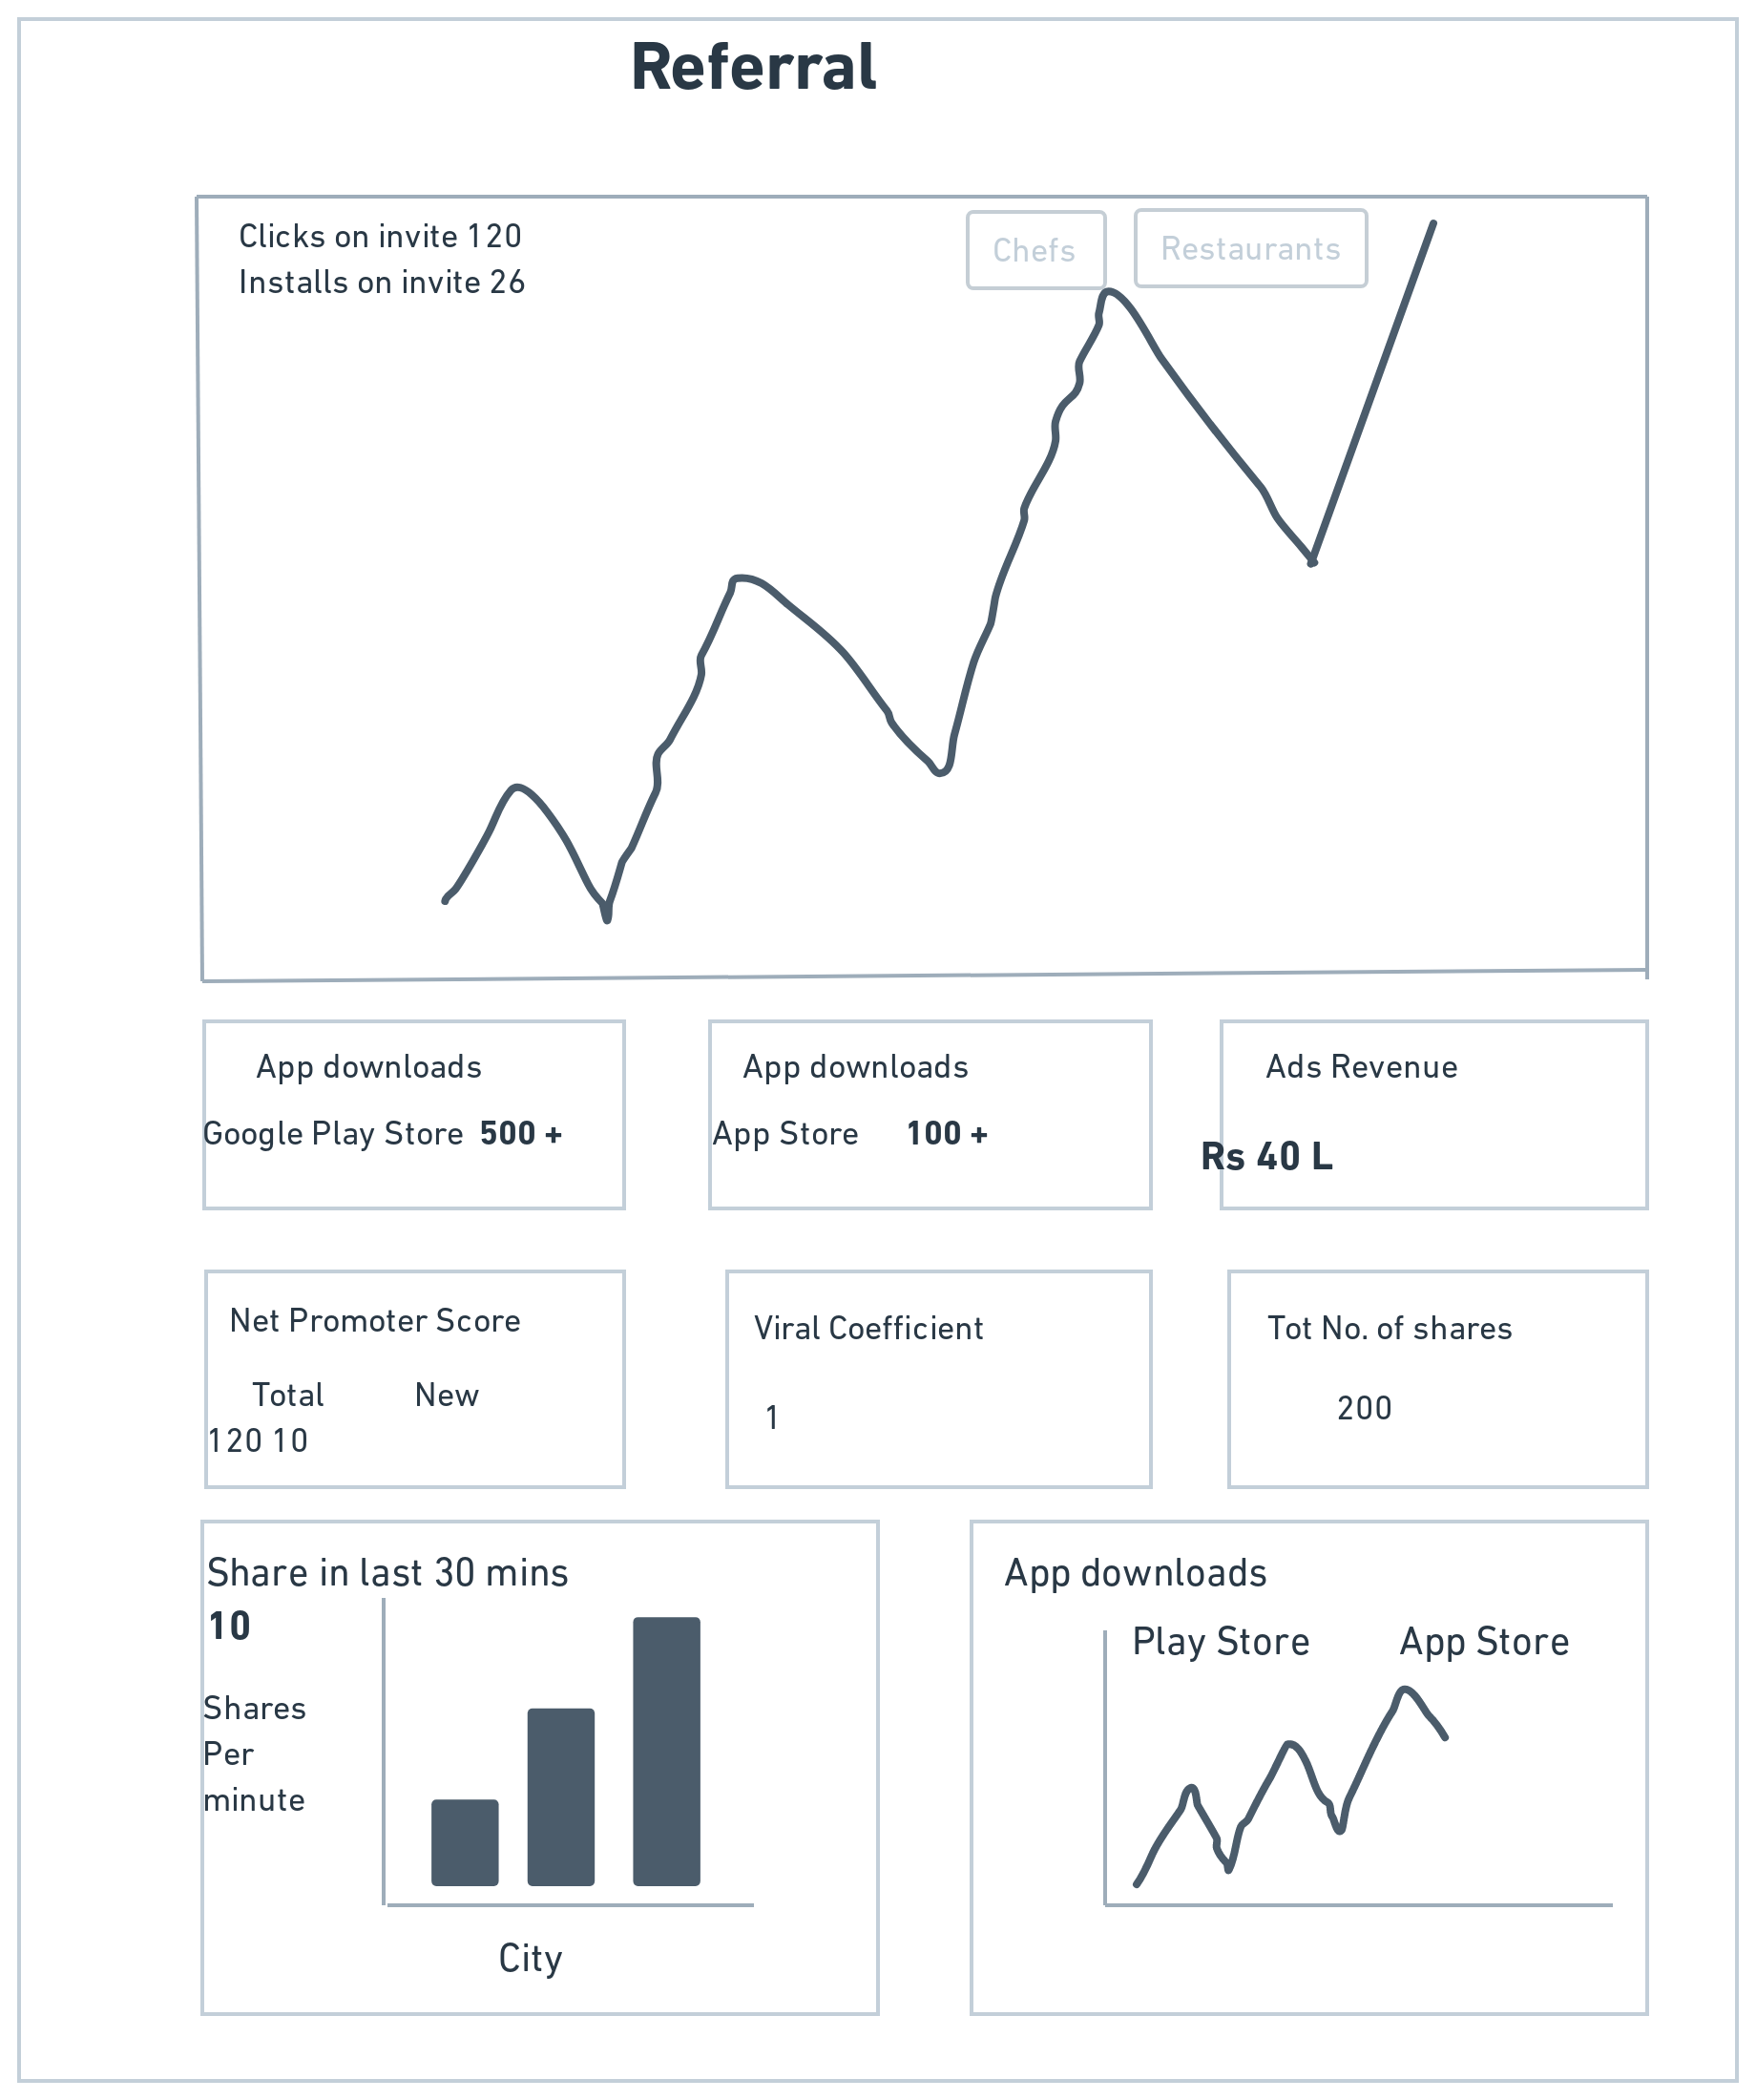 Referral
Clicks on invite 120
Installs on invite 26
Chefs
Restaurants
App downloads
Google Play Store 500 +
App downloads
App Store 100 +
Ads Revenue
Rs 40 L
Net Promoter Score
Total New
120 10
Viral Coefficient
1
Tot No. of shares
200
Share in last 30 mins
10
Shares
Per
minute
City
App downloads
Play Store App Store